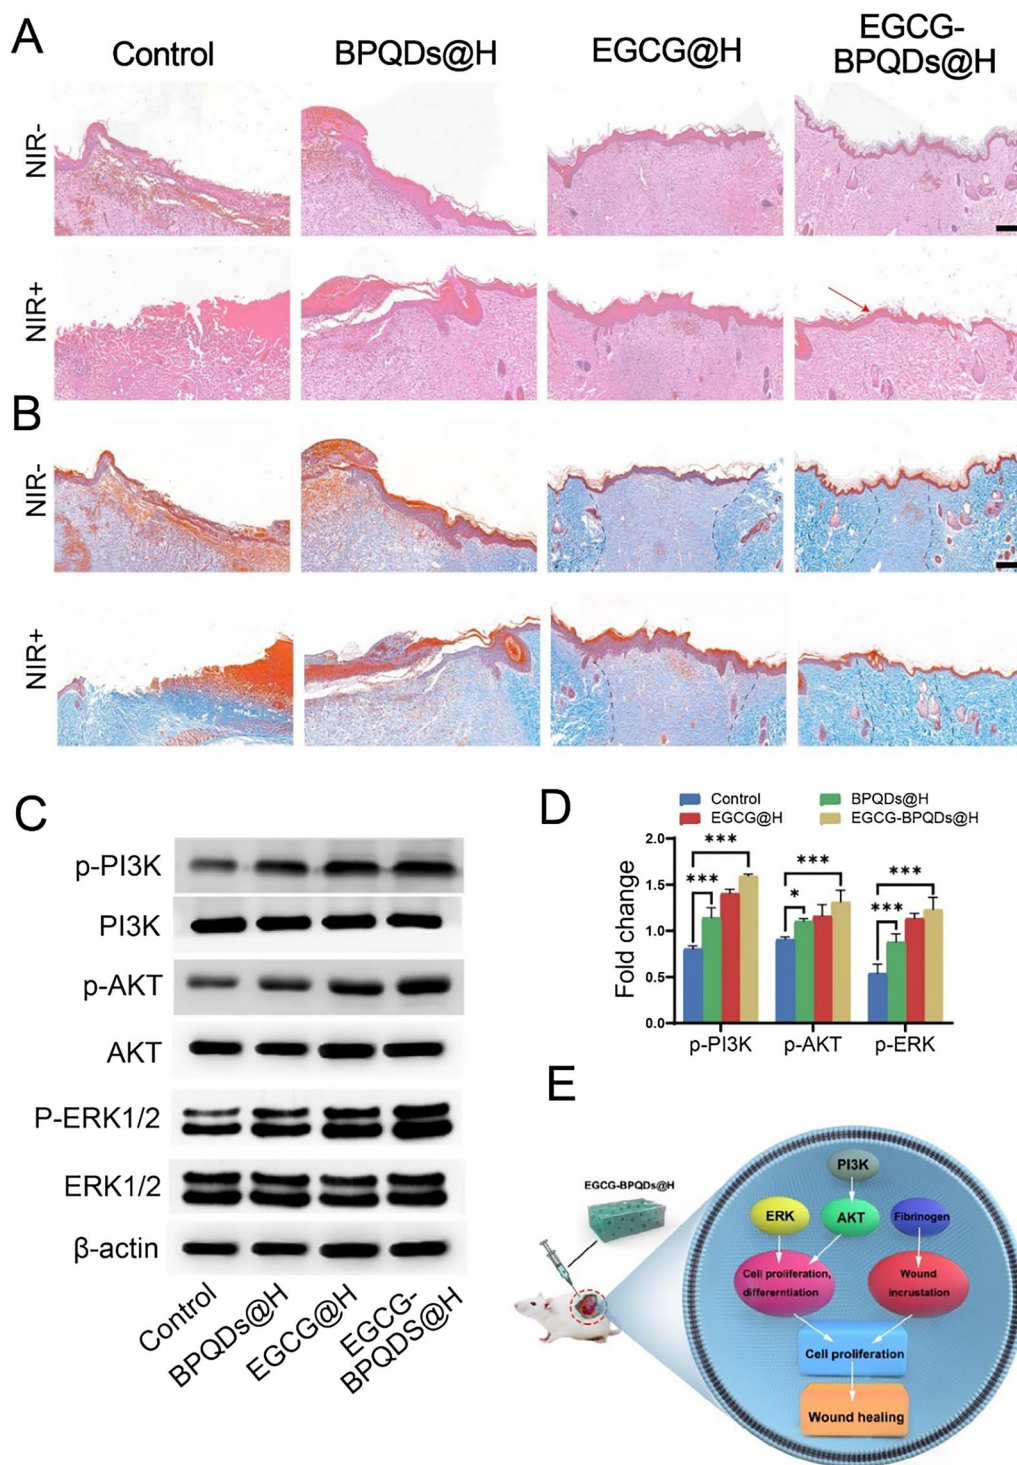 A
Control
BPQDs@H
EGCG@H
EGCG-
BPQDs@H
NIR-
NIR+
B
NIR-
NIR+
C
p-PI3K
PI3K
p-AKT
AKT
P-ERK1/2
ERK1/2
β-actin
Control
BPQDs@H
EGCG@H
EGCG-
BPQDS@H
D
Control
BPQDs@H
EGCG@H
EGCG-BPQDs@H
Fold change
2.0
1.5
1.0
0.5
0.0
***
***
***
*
***
***
p-PI3K
p-AKT
p-ERK
E
EGCG-BPQDs@H
PI3K
ERK
AKT
Fibrinogen
Cell proliferation,
differerntiation
Wound
incrustation
Cell proliferation
Wound healing